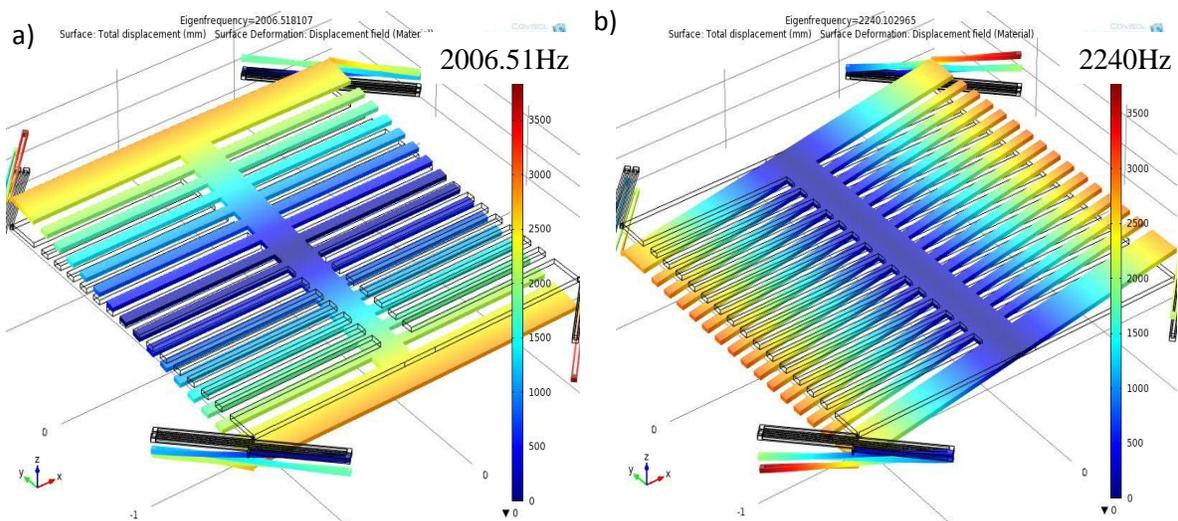 a)
Eigenfrequency=2006.518107
Surface: Total displacement (mm) Surface Deformation: Displacement field (Material)
2006.51Hz
3500
3000
2500
2000
1500
1000
500
0
▼ 0
0
0
-1
z
y
x
b)
Eigenfrequency=2240.102965
Surface: Total displacement (mm) Surface Deformation: Displacement field (Material)
2240Hz
3500
3000
2500
2000
1500
1000
500
0
▼ 0
0
0
-1
z
y
x